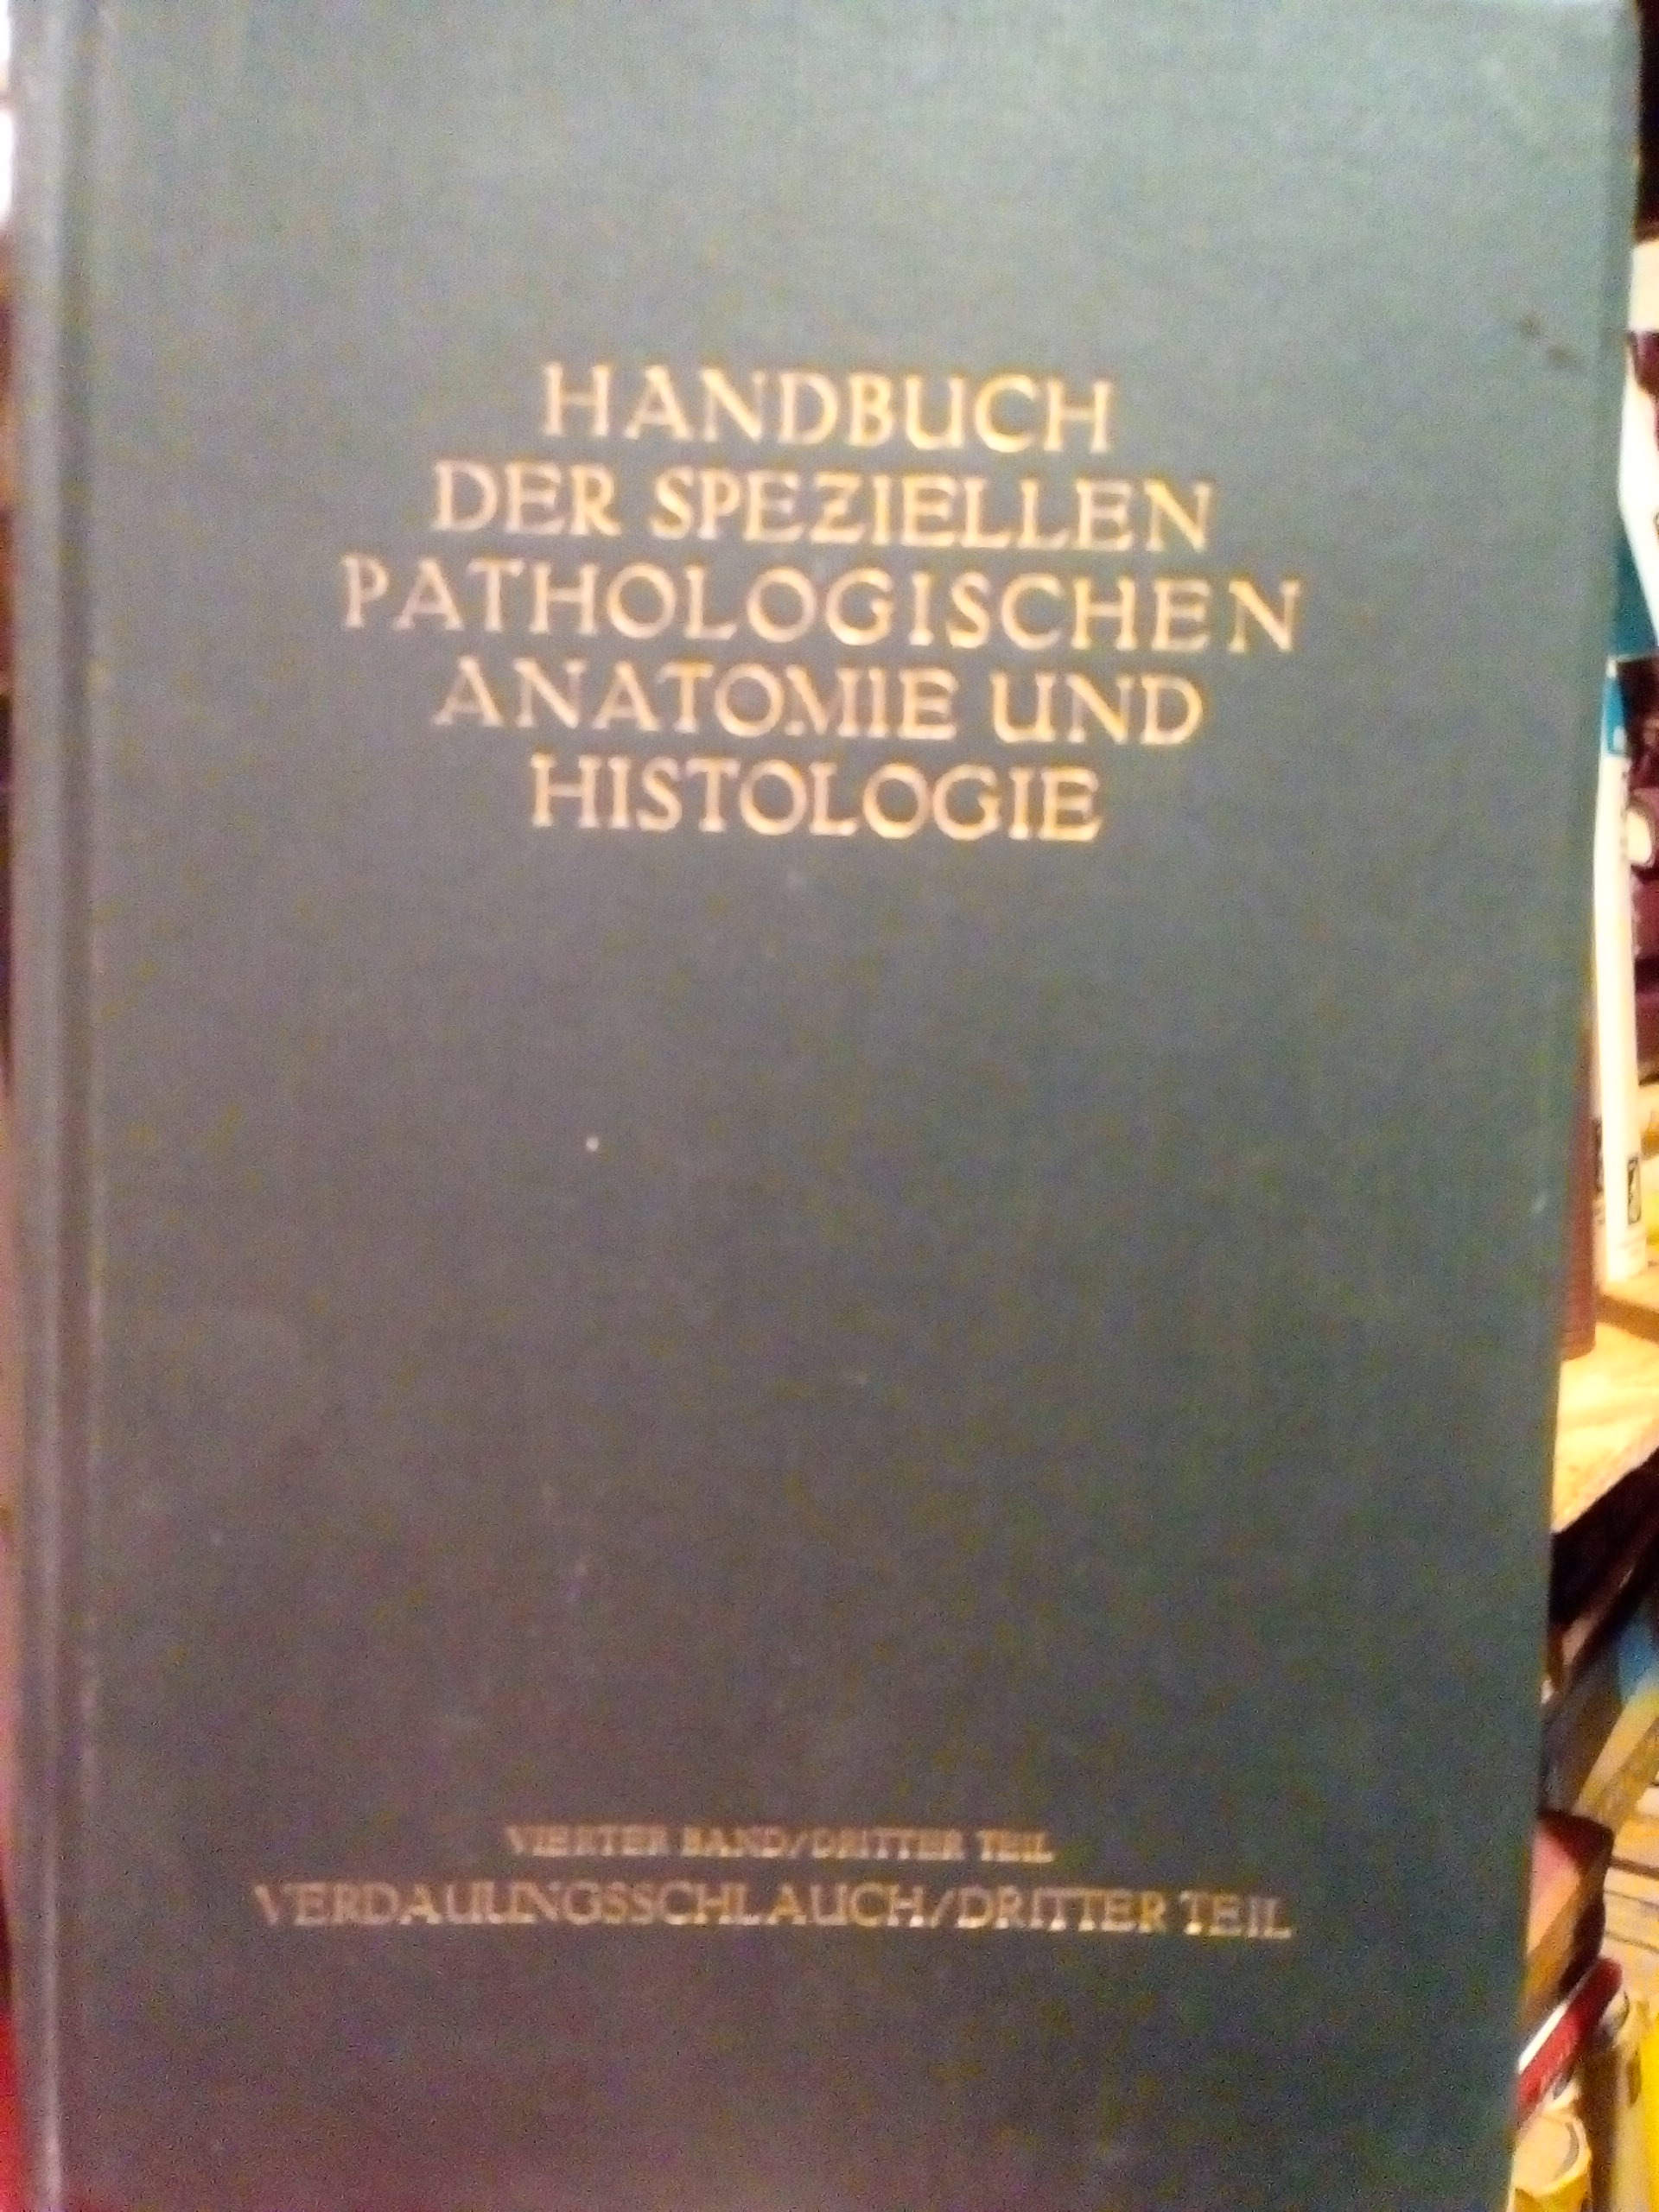 HANDBUCH
DER SPEZIELLEN
PATHOLOGISCHEN
ANATOMIE UND
HISTOLOGIE
VIERTER BAND/DRITTER TEIL
VERDAUUNGSSCHLAUCH/DRITTER TEIL